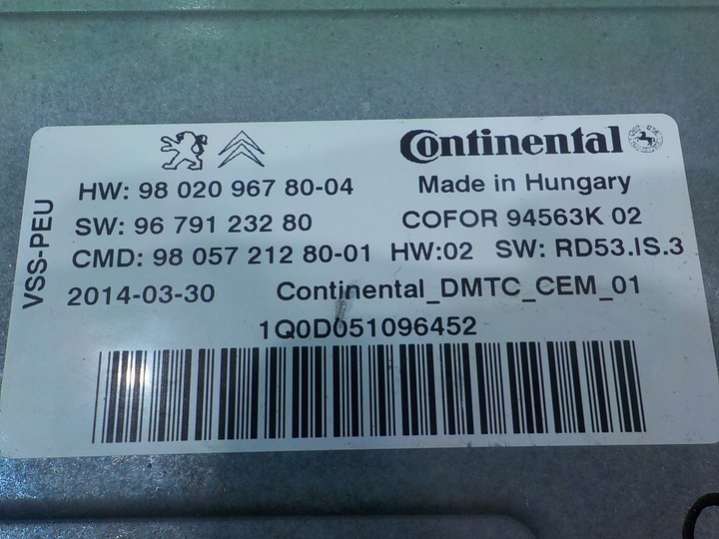 Continental
HW: 98 020 967 80-04
Made in Hungary
SW: 96 791 232 80
COFOR 94563K 02
CMD: 98 057 212 80-01 HW:02 SW: RD53.IS.3
2014-03-30 Continental_DMTC_CEM_01
1Q0D051096452
VSS-PEU